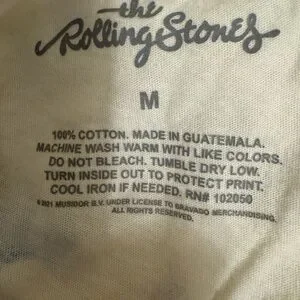 the
Rolling Stones
M
100% COTTON. MADE IN GUATEMALA.
MACHINE WASH WARM WITH LIKE COLORS.
DO NOT BLEACH. TUMBLE DRY LOW.
TURN INSIDE OUT TO PROTECT PRINT.
COOL IRON IF NEEDED. RN# 102050
©2021 MUSIDOR B.V. UNDER LICENSE TO BRAVADO MERCHANDISING.
ALL RIGHTS RESERVED.